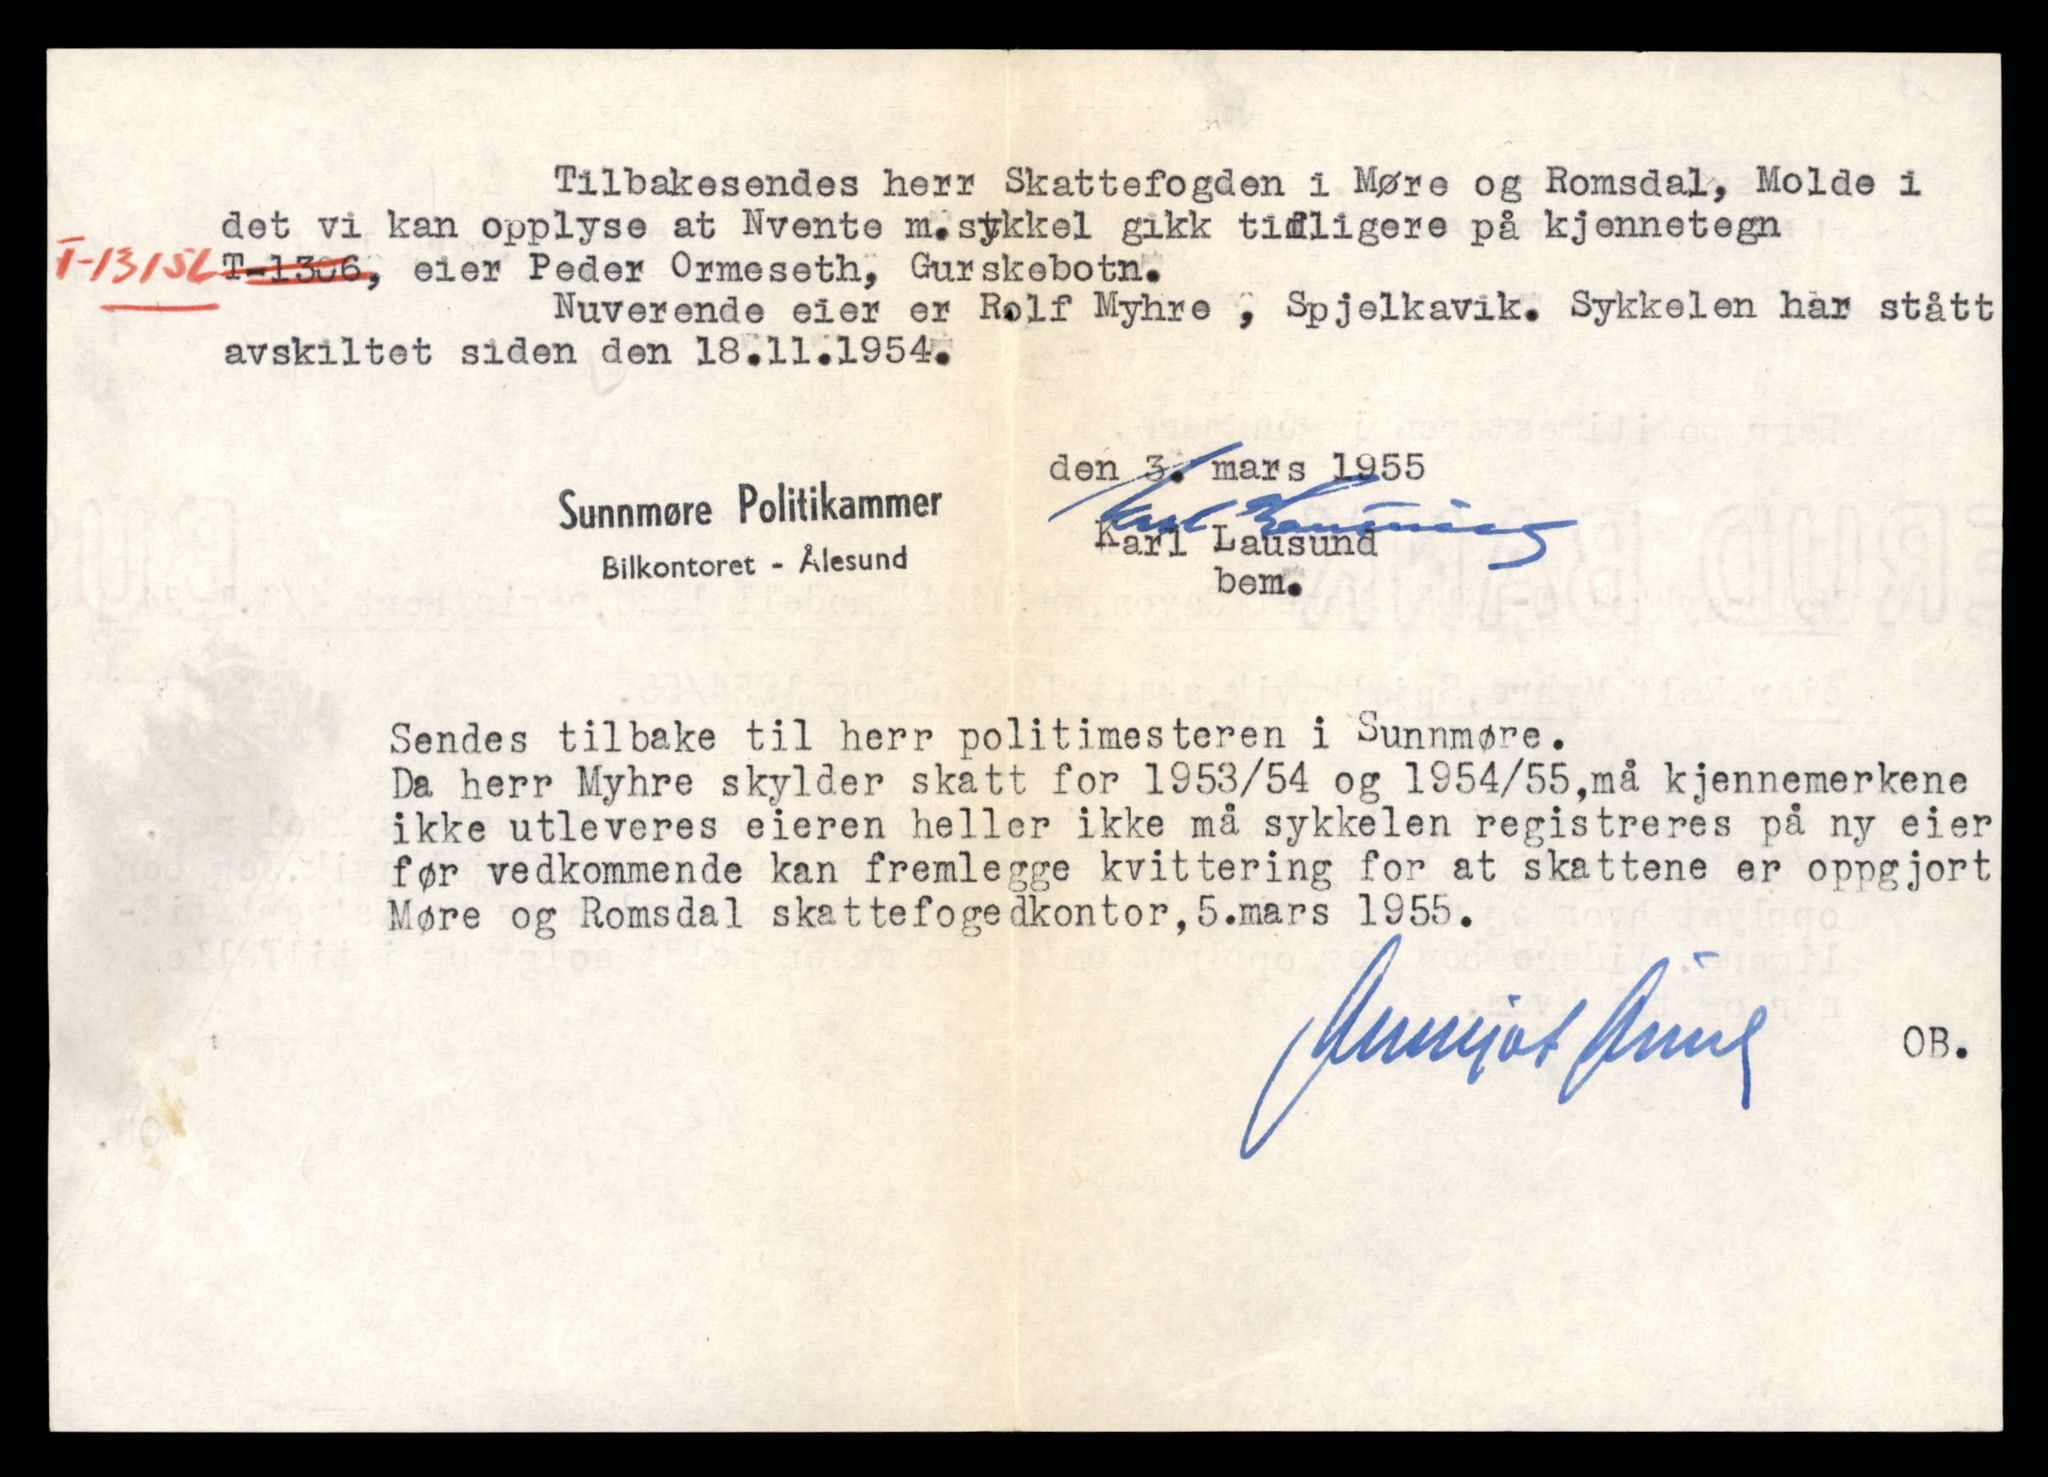 Tilbakesendes herr Skattefogden i Møre og Romsdal, Molde i
det vi kan opplyse at Nvente m.sykkel gikk tidligere på kjennetegn
T-13156 T-1306, eier Peder Ormeseth, Gurskebotn.
Nuverende eier er Rolf Myhre , Spjelkavik. Sykkelen har stått
avskiltet siden den 18.11.1954.
den 3. mars 1955
Sunnmøre Politikammer
Karl Lausund
Bilkontoret - Ålesund
bem.
Sendes tilbake til herr politimesteren i Sunnmøre.
Da herr Myhre skylder skatt for 1953/54 og 1954/55,må kjennemerkene
ikke utleveres eieren heller ikke må sykkelen registreres på ny eier
før vedkommende kan fremlegge kvittering for at skattene er oppgjort
Møre og Romsdal skattefogedkontor,5.mars 1955.
OB.